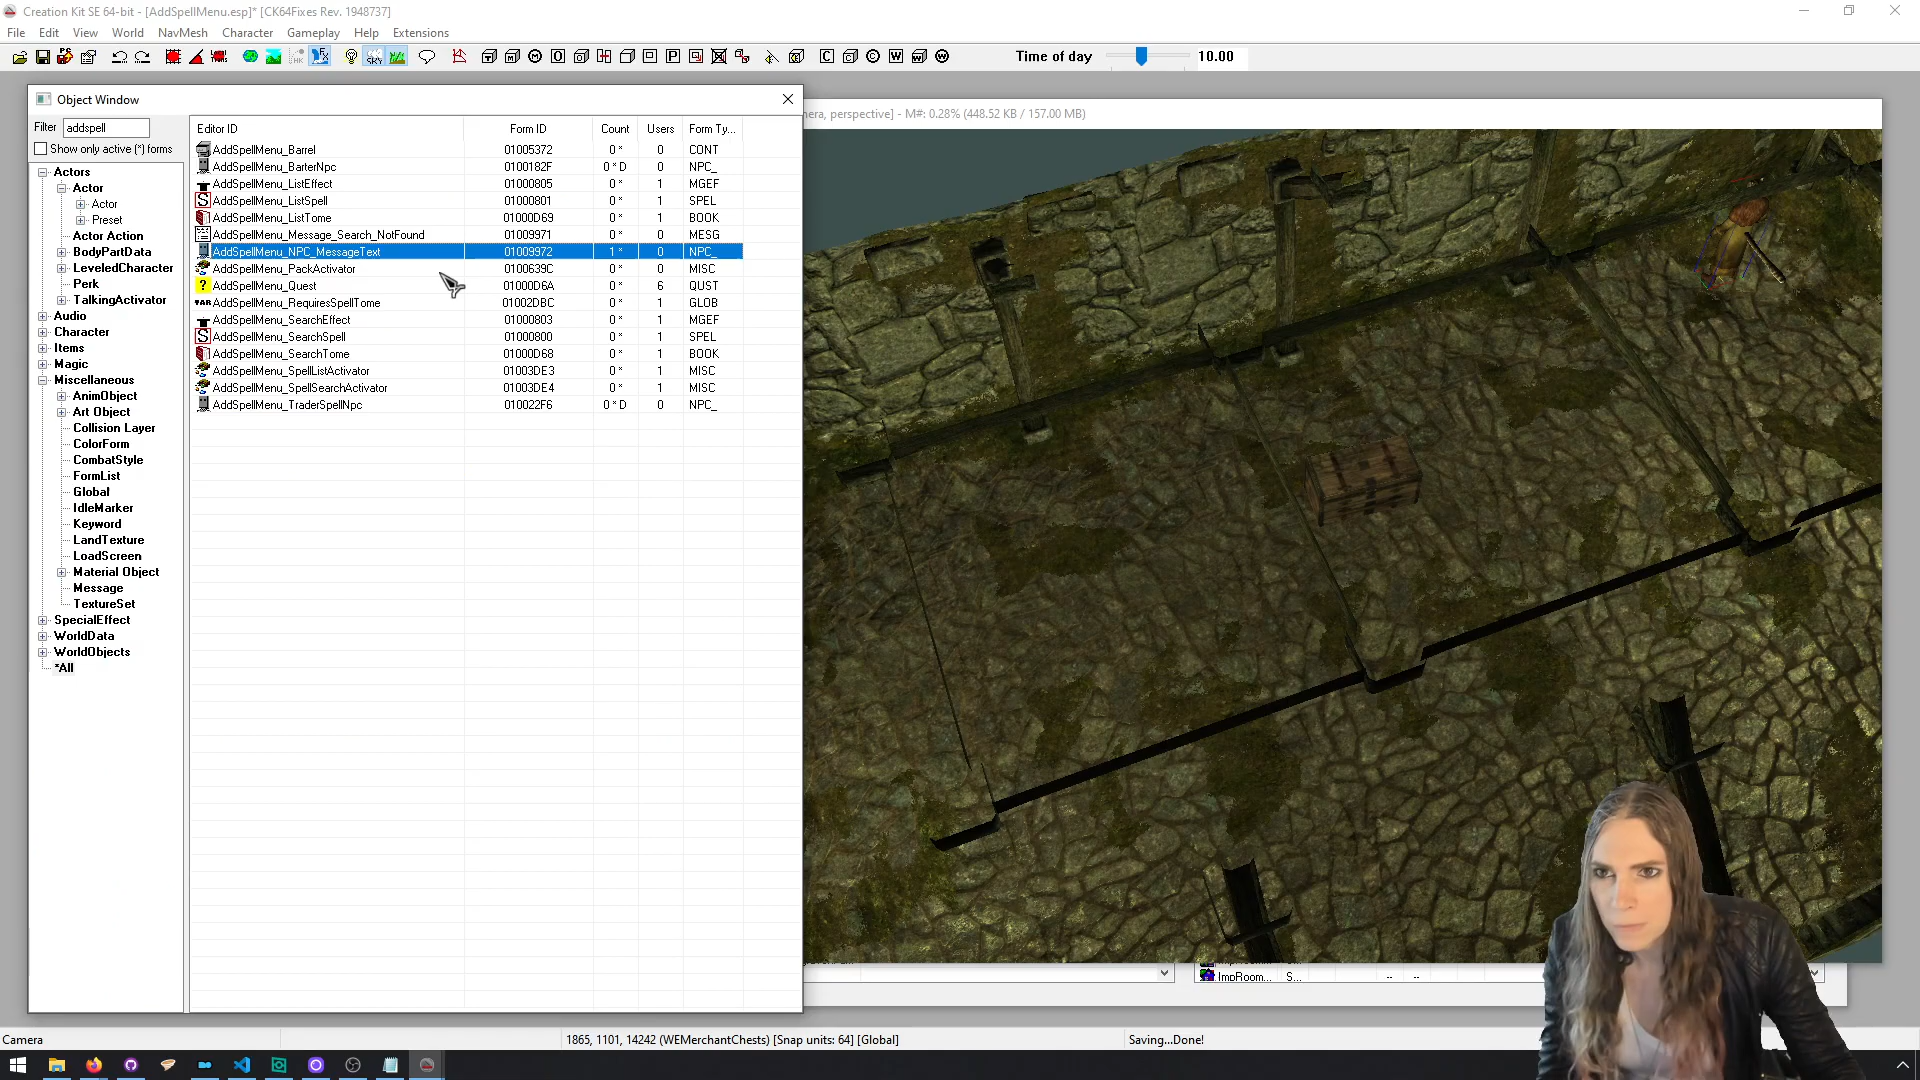 Creation Kit SE 64-bit - [AddSpellMenu.esp]* [CK64Fixes Rev. 1948737]
File Edit View World NavMesh Character Gameplay Help Extensions
Time of day 10.00
Object Window
era, perspective] - M#: 0.28% (448.52 KB / 157.00 MB)
Filter addspell
Show only active (*) forms
Editor ID Form ID Count Users Form Ty...
AddSpellMenu_Barrel 01005372 0 * 0 CONT
AddSpellMenu_BarterNpc 0100182F 0 * D 0 NPC_
AddSpellMenu_ListEffect 01000805 0 * 1 MGEF
AddSpellMenu_ListSpell 01000801 0 * 1 SPEL
AddSpellMenu_ListTome 01000D69 0 * 1 BOOK
AddSpellMenu_Message_Search_NotFound 01009971 0 * 0 MESG
AddSpellMenu_NPC_MessageText 01009972 1 * 0 NPC_
AddSpellMenu_PackActivator 0100639C 0 * 0 MISC
AddSpellMenu_Quest 01000D6A 0 * 6 QUST
AddSpellMenu_RequiresSpellTome 01002DBC 0 * 1 GLOB
AddSpellMenu_SearchEffect 01000803 0 * 1 MGEF
AddSpellMenu_SearchSpell 01000800 0 * 1 SPEL
AddSpellMenu_SearchTome 01000D68 0 * 1 BOOK
AddSpellMenu_SpellListActivator 01003DE3 0 * 1 MISC
AddSpellMenu_SpellSearchActivator 01003DE4 0 * 1 MISC
AddSpellMenu_TraderSpellNpc 010022F6 0 * D 0 NPC_
Actors
Actor
Actor
Preset
Actor Action
BodyPartData
LeveledCharacter
Perk
TalkingActivator
Audio
Character
Items
Magic
Miscellaneous
AnimObject
Art Object
Collision Layer
ColorForm
CombatStyle
FormList
Global
IdleMarker
Keyword
LandTexture
LoadScreen
Material Object
Message
TextureSet
SpecialEffect
WorldData
WorldObjects
*All
ImpRoom... S... -- --
Camera 1865, 1101, 14242 (WEMerchantChests) [Snap units: 64] [Global] Saving...Done!